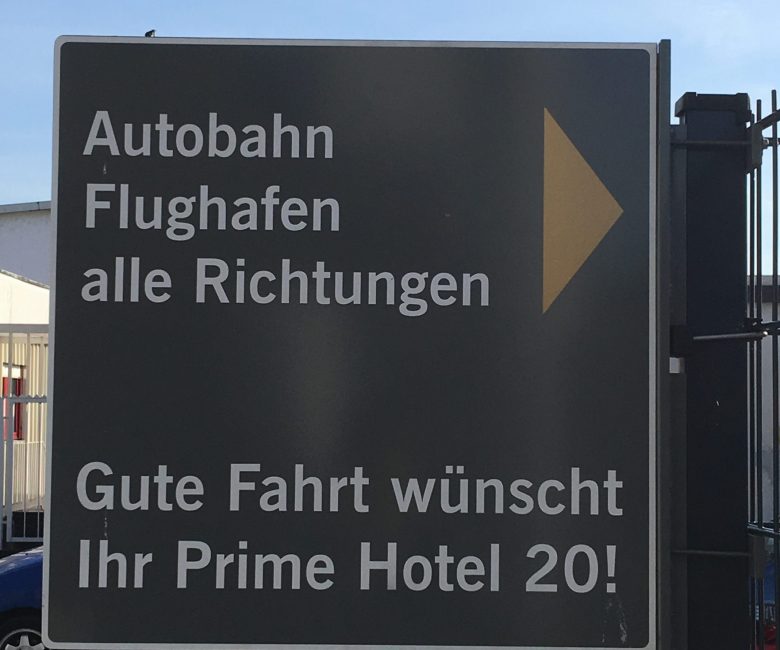 Autobahn
Flughafen
alle Richtungen
Gute Fahrt wünscht
Ihr Prime Hotel 20!